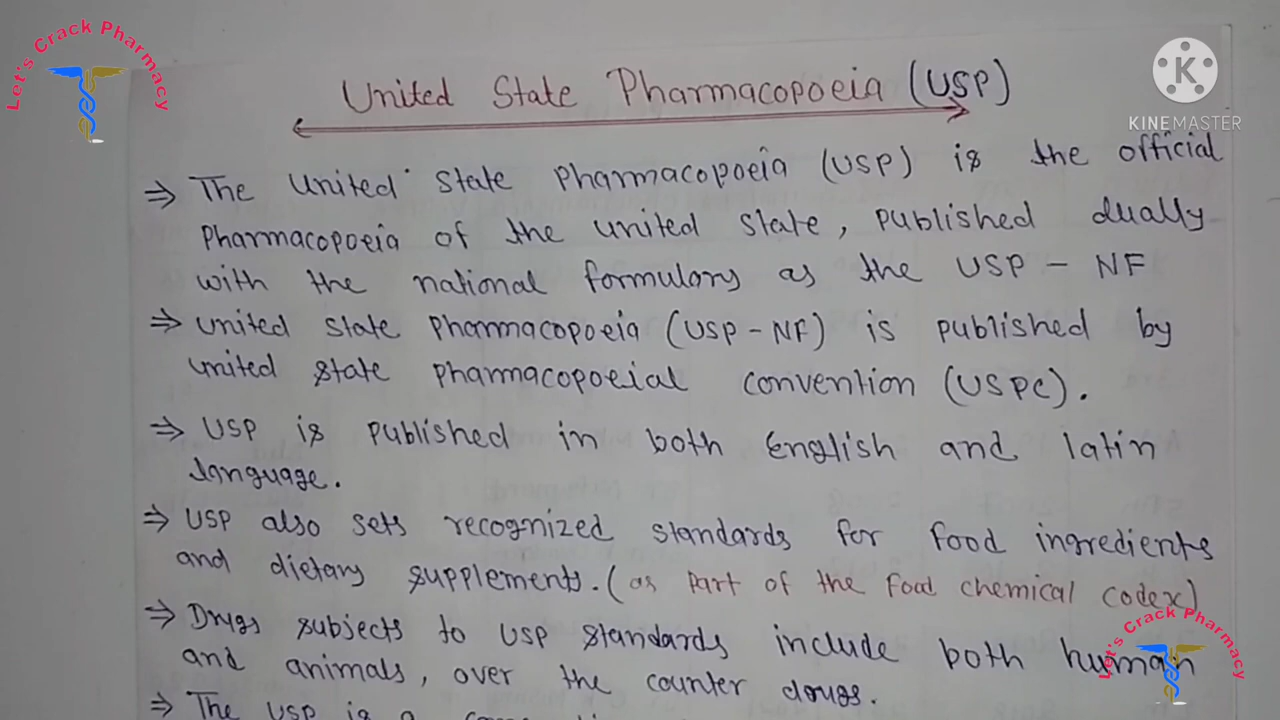 Let's Crack Pharmacy
KINEMASTER
United State Pharmacopoeia (USP)
⇒ The United State Pharmacopoeia (USP) is the official
Pharmacopoeia of the united state, published dually
with the national formulary as the USP - NF
⇒ united state pharmacopoeia (USP-NF) is published by
united state pharmacopoeial convention (USPC).
⇒ USP is published in both English and latin
language.
⇒ USP also sets recognized standards for food ingredients
and dietary supplements. (as part of the food chemical codex)
⇒ Drugs subjects to USP standards include both human
and animals, over the counter drugs.
⇒ The USP is a
Let's Crack Pharmacy